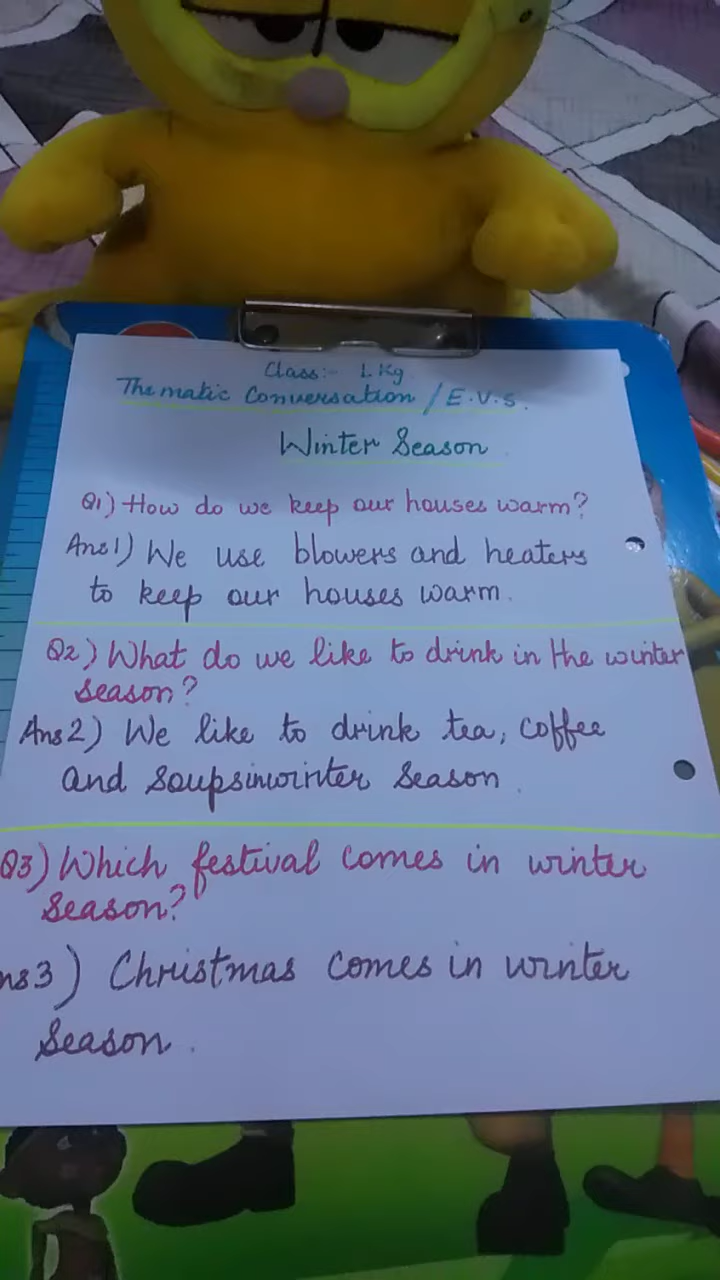 Class:- L Kg
Thematic Conversation / E.V.S.
Winter Season
Q1) How do we keep our houses warm?
Ans1) We use blowers and heaters
to keep our houses warm.
Q2) What do we like to drink in the winter
season?
Ans2) We like to drink tea, coffee
and soups in winter season.
Q3) Which festival comes in winter
season?
ns3) Christmas comes in winter
season.